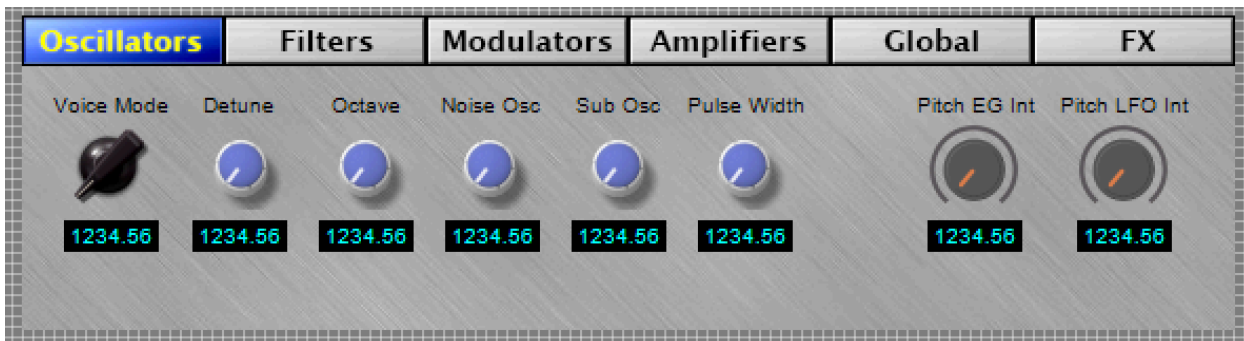 Oscillators Filters Modulators Amplifiers Global FX
Voice Mode Detune Octave Noise Osc Sub Osc Pulse Width Pitch EG Int Pitch LFO Int
1234.56 1234.56 1234.56 1234.56 1234.56 1234.56 1234.56 1234.56